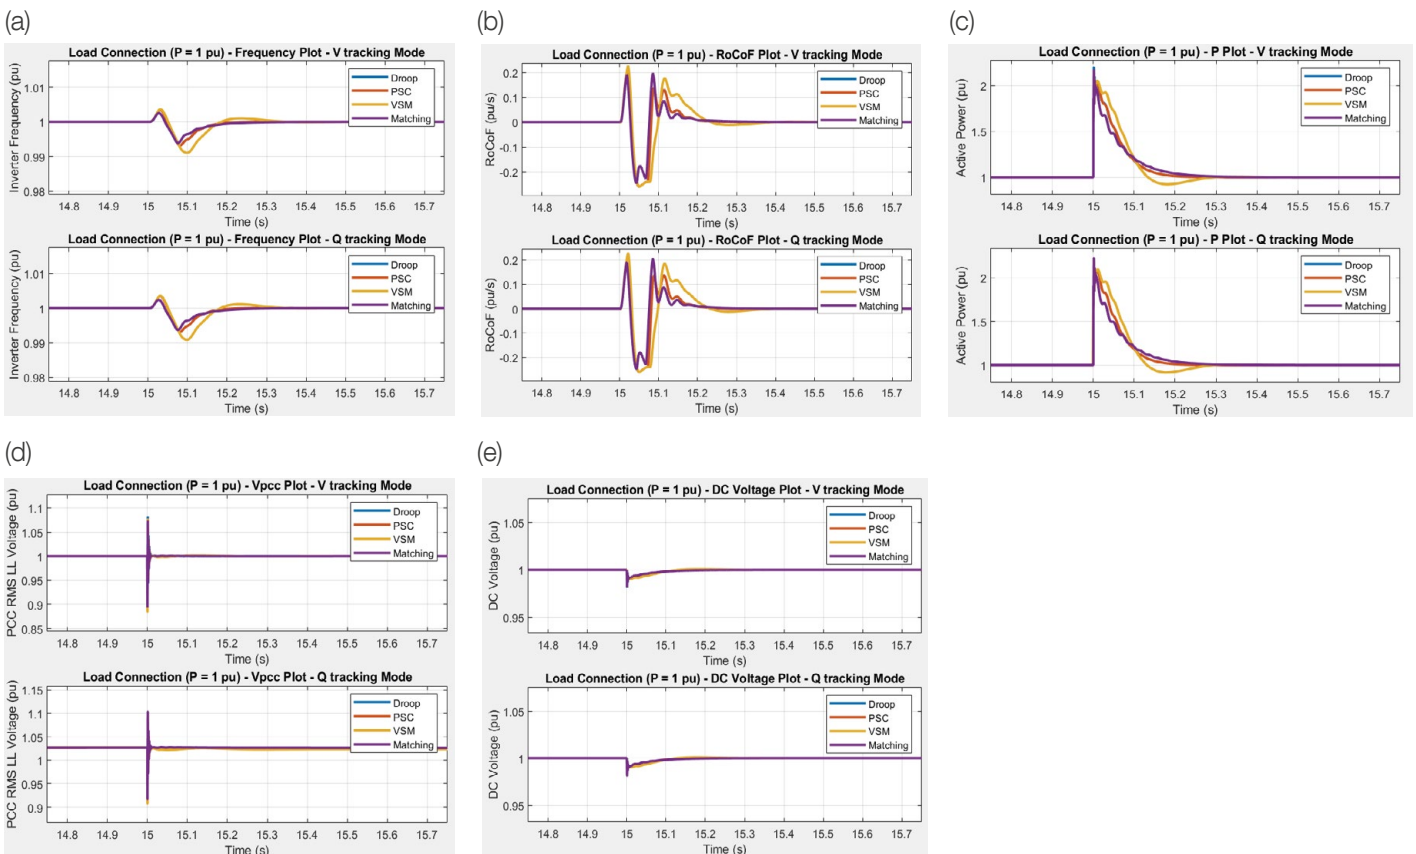 (a)
Load Connection (P = 1 pu) - Frequency Plot - V tracking Mode
Inverter Frequency (pu)
1.01
1
0.99
0.98
Droop
PSC
VSM
Matching
14.8 14.9 15 15.1 15.2 15.3 15.4 15.5 15.6 15.7
Time (s)
Load Connection (P = 1 pu) - Frequency Plot - Q tracking Mode
Inverter Frequency (pu)
1.01
1
0.99
0.98
Droop
PSC
VSM
Matching
14.8 14.9 15 15.1 15.2 15.3 15.4 15.5 15.6 15.7
Time (s)
(b)
Load Connection (P = 1 pu) - RoCoF Plot - V tracking Mode
RoCoF (pu/s)
0.2
0.1
0
-0.2
Droop
PSC
VSM
Matching
14.8 14.9 15 15.1 15.2 15.3 15.4 15.5 15.6 15.7
Time (s)
Load Connection (P = 1 pu) - RoCoF Plot - Q tracking Mode
RoCoF (pu/s)
0.2
0.1
0
-0.2
Droop
PSC
VSM
Matching
14.8 14.9 15 15.1 15.2 15.3 15.4 15.5 15.6 15.7
Time (s)
(c)
Load Connection (P = 1 pu) - P Plot - V tracking Mode
Active Power (pu)
2
1.5
1
Droop
PSC
VSM
Matching
14.8 14.9 15 15.1 15.2 15.3 15.4 15.5 15.6 15.7
Time (s)
Load Connection (P = 1 pu) - P Plot - Q tracking Mode
Active Power (pu)
2
1.5
1
Droop
PSC
VSM
Matching
14.8 14.9 15 15.1 15.2 15.3 15.4 15.5 15.6 15.7
Time (s)
(d)
Load Connection (P = 1 pu) - Vpcc Plot - V tracking Mode
PCC RMS LL Voltage (pu)
1.1
1.05
1
0.95
0.9
0.85
Droop
PSC
VSM
Matching
14.8 14.9 15 15.1 15.2 15.3 15.4 15.5 15.6 15.7
Time (s)
Load Connection (P = 1 pu) - Vpcc Plot - Q tracking Mode
PCC RMS LL Voltage (pu)
1.15
1.1
1.05
1
0.95
0.9
Droop
PSC
VSM
Matching
14.8 14.9 15 15.1 15.2 15.3 15.4 15.5 15.6 15.7
Time (s)
(e)
Load Connection (P = 1 pu) - DC Voltage Plot - V tracking Mode
DC Voltage (pu)
1.05
1
0.95
Droop
PSC
VSM
Matching
14.8 14.9 15 15.1 15.2 15.3 15.4 15.5 15.6 15.7
Time (s)
Load Connection (P = 1 pu) - DC Voltage Plot - Q tracking Mode
DC Voltage (pu)
1.05
1
0.95
Droop
PSC
VSM
Matching
14.8 14.9 15 15.1 15.2 15.3 15.4 15.5 15.6 15.7
Time (s)